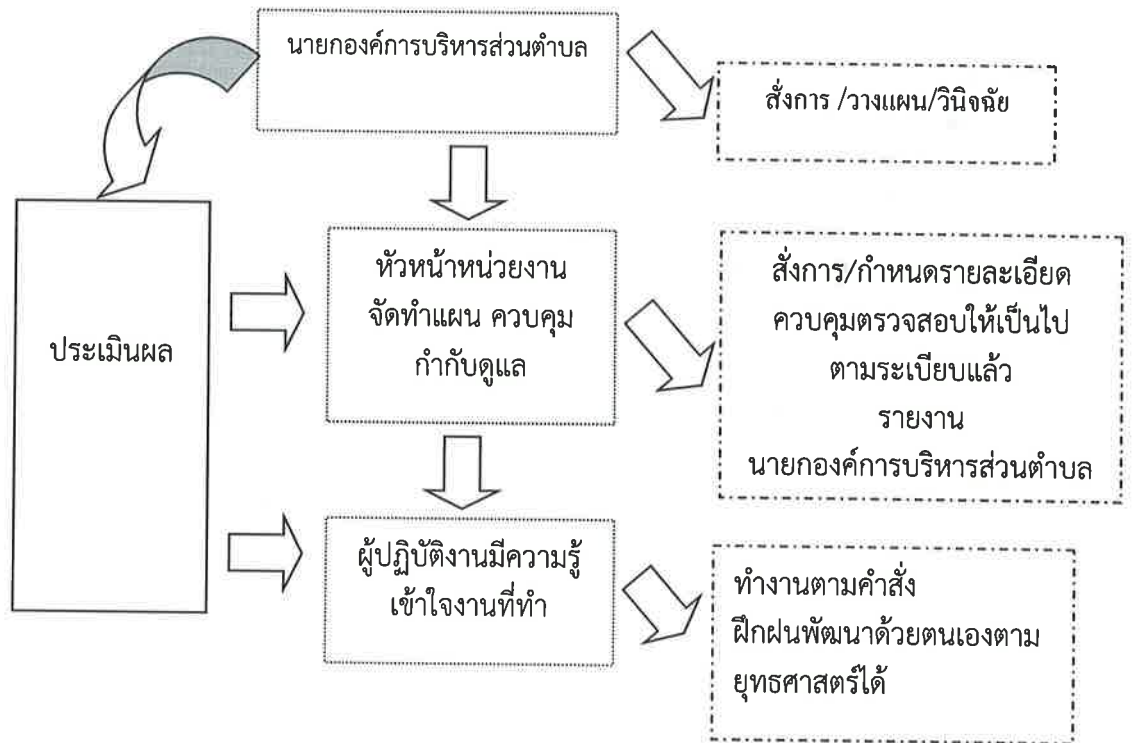 นายกองค์การบริหารส่วนตำบล
สั่งการ /วางแผน/วินิจฉัย
ประเมินผล
หัวหน้าหน่วยงาน
จัดทำแผน ควบคุม
กำกับดูแล
สั่งการ/กำหนดรายละเอียด
ควบคุมตรวจสอบให้เป็นไป
ตามระเบียบแล้ว
รายงาน
นายกองค์การบริหารส่วนตำบล
ผู้ปฏิบัติงานมีความรู้
เข้าใจงานที่ทำ
ทำงานตามคำสั่ง
ฝึกฝนพัฒนาด้วยตนเองตาม
ยุทธศาสตร์ได้